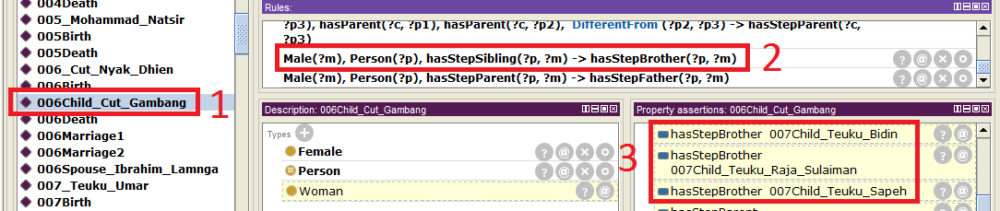 004Death
005_Mohammad_Natsir
005Birth
005Death
006_Cut_Nyak_Dhien
006Birth
006Child_Cut_Gambang
1
006Death
006Marriage1
006Marriage2
006Spouse_Ibrahim_Lamnga
007_Teuku_Umar
007Birth
Rules:
?p3), hasParent(?c, ?p1), hasParent(?c, ?p2), DifferentFrom (?p2, ?p3) -> hasStepParent(?c,
?p3)
Male(?m), Person(?p), hasStepSibling(?p, ?m) -> hasStepBrother(?p, ?m)
2
Male(?m), Person(?p), hasStepParent(?p, ?m) -> hasStepFather(?p, ?m)
Description: 006Child_Cut_Gambang
Types
Female
Person
Woman
3
Property assertions: 006Child_Cut_Gambang
hasStepBrother 007Child_Teuku_Bidin
hasStepBrother
007Child_Teuku_Raja_Sulaiman
hasStepBrother 007Child_Teuku_Sapeh